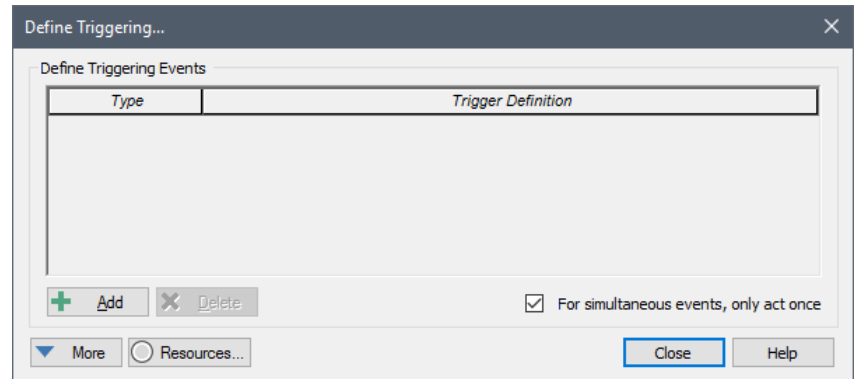 Define Triggering...
Define Triggering Events
Type Trigger Definition
Add Delete For simultaneous events, only act once
More Resources... Close Help